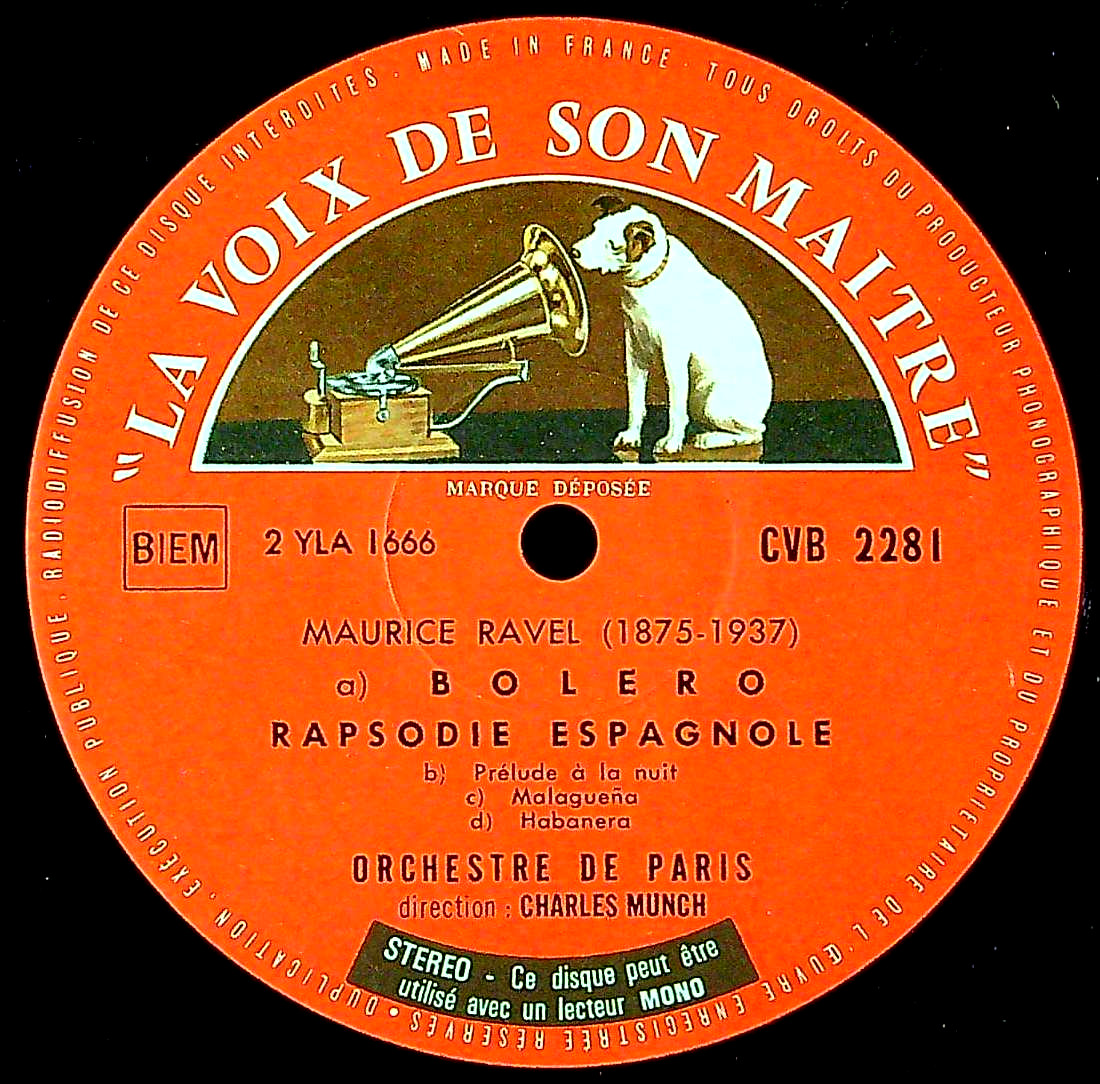 MADE IN FRANCE · TOUS DROITS DU PRODUCTEUR PHONOGRAPHIQUE ET DU PROPRIÉTAIRE DE L'ŒUVRE ENREGISTRÉE RÉSERVÉS • DUPLICATION · EXÉCUTION PUBLIQUE · RADIODIFFUSION DE CE DISQUE INTERDITES ·
"LA VOIX DE SON MAITRE"
MARQUE DÉPOSÉE
BIEM 2 YLA 1666 CVB 2281
MAURICE RAVEL (1875-1937)
a) BOLERO
RAPSODIE ESPAGNOLE
b) Prélude à la nuit
c) Malagueña
d) Habanera
ORCHESTRE DE PARIS
direction : CHARLES MUNCH
STEREO - Ce disque peut être
utilisé avec un lecteur MONO